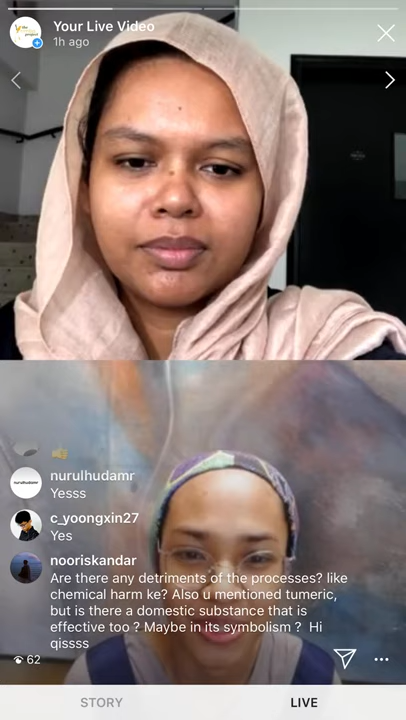 Your Live Video
1h ago
nurulhudamr
Yesss
c_yoongxin27
Yes
nooriskandar
Are there any detriments of the processes? like
chemical harm ke? Also u mentioned tumeric,
but is there a domestic substance that is
effective too ? Maybe in its symbolism ? Hi
qissss
62
STORY
LIVE